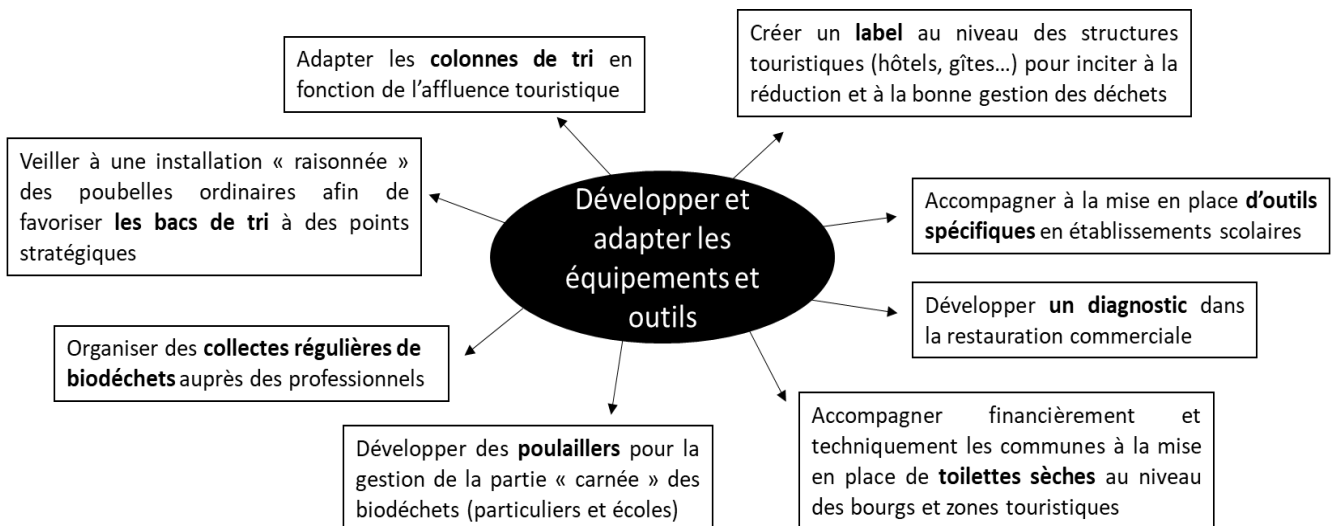 Adapter les colonnes de tri en
fonction de l’affluence touristique
Créer un label au niveau des structures
touristiques (hôtels, gîtes…) pour inciter à la
réduction et à la bonne gestion des déchets
Veiller à une installation « raisonnée »
des poubelles ordinaires afin de
favoriser les bacs de tri à des points
stratégiques
Développer et
adapter les
équipements et
outils
Accompagner à la mise en place d’outils
spécifiques en établissements scolaires
Développer un diagnostic dans
la restauration commerciale
Organiser des collectes régulières de
biodéchets auprès des professionnels
Développer des poulaillers pour la
gestion de la partie « carnée » des
biodéchets (particuliers et écoles)
Accompagner financièrement et
techniquement les communes à la mise
en place de toilettes sèches au niveau
des bourgs et zones touristiques